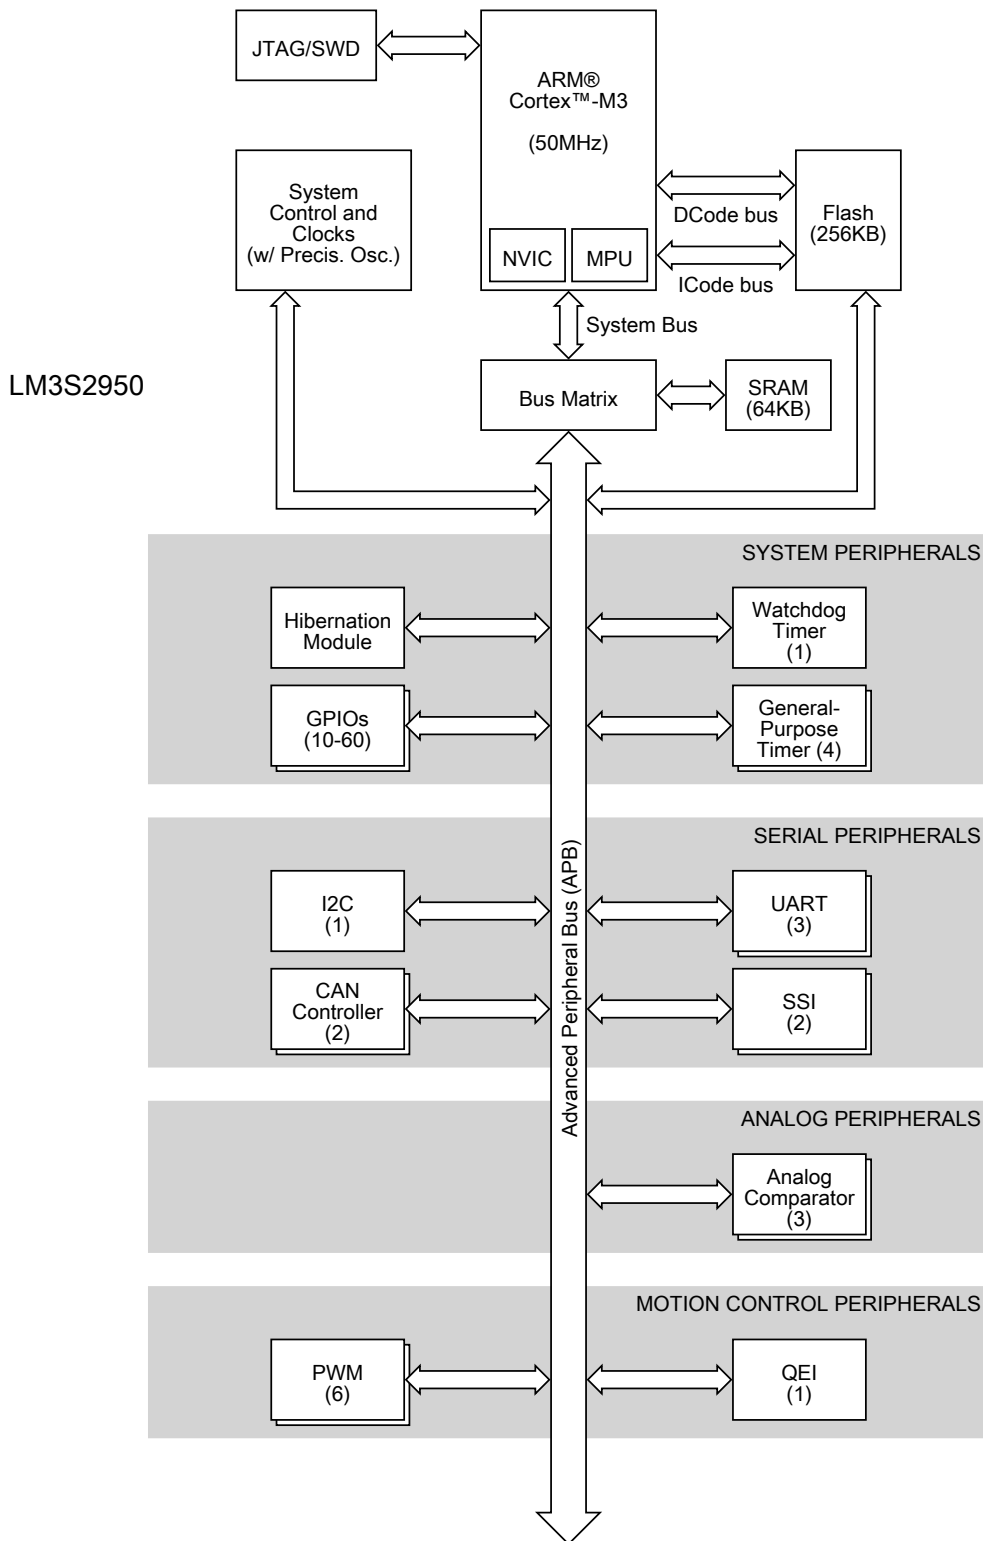 JTAG/SWD
ARM®
Cortex™-M3
(50MHz)
System
Control and
Clocks
(w/ Precis. Osc.)
DCode bus
Flash
(256KB)
NVIC
MPU
ICode bus
System Bus
LM3S2950
Bus Matrix
SRAM
(64KB)
SYSTEM PERIPHERALS
Hibernation
Module
Watchdog
Timer
(1)
GPIOs
(10-60)
General-
Purpose
Timer (4)
Advanced Peripheral Bus (APB)
SERIAL PERIPHERALS
I2C
(1)
UART
(3)
CAN
Controller
(2)
SSI
(2)
ANALOG PERIPHERALS
Analog
Comparator
(3)
MOTION CONTROL PERIPHERALS
PWM
(6)
QEI
(1)